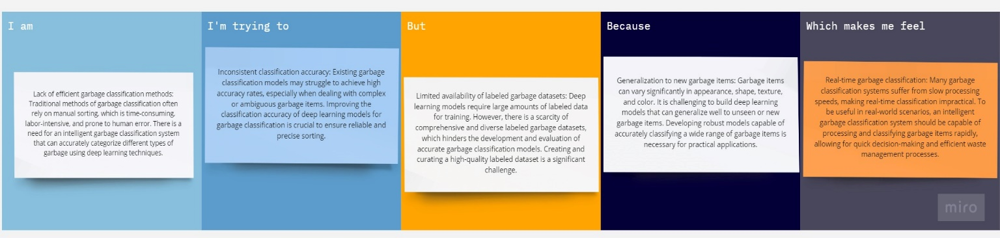 I am
Lack of efficient garbage classification methods:
Traditional methods of garbage classification often
rely on manual sorting, which is time-consuming,
labor-intensive, and prone to human error. There is a
need for an intelligent garbage classification system
that can accurately categorize different types of
garbage using deep learning techniques.
I'm trying to
Inconsistent classification accuracy: Existing garbage
classification models may struggle to achieve high
accuracy rates, especially when dealing with complex
or ambiguous garbage items. Improving the
classification accuracy of deep learning models for
garbage classification is crucial to ensure reliable and
precise sorting.
But
Limited availability of labeled garbage datasets: Deep
learning models require large amounts of labeled data
for training. However, there is a scarcity of
comprehensive and diverse labeled garbage datasets,
which hinders the development and evaluation of
accurate garbage classification models. Creating and
curating a high-quality labeled dataset is a significant
challenge.
Because
Generalization to new garbage items: Garbage items
can vary significantly in appearance, shape, texture,
and color. It is challenging to build deep learning
models that can generalize well to unseen or new
garbage items. Developing robust models capable of
accurately classifying a wide range of garbage items is
necessary for practical applications.
Which makes me feel
Real-time garbage classification: Many garbage
classification systems suffer from slow processing
speeds, making real-time classification impractical. To
be useful in real-world scenarios, an intelligent
garbage classification system should be capable of
processing and classifying garbage items rapidly,
allowing for quick decision-making and efficient waste
management processes.
miro